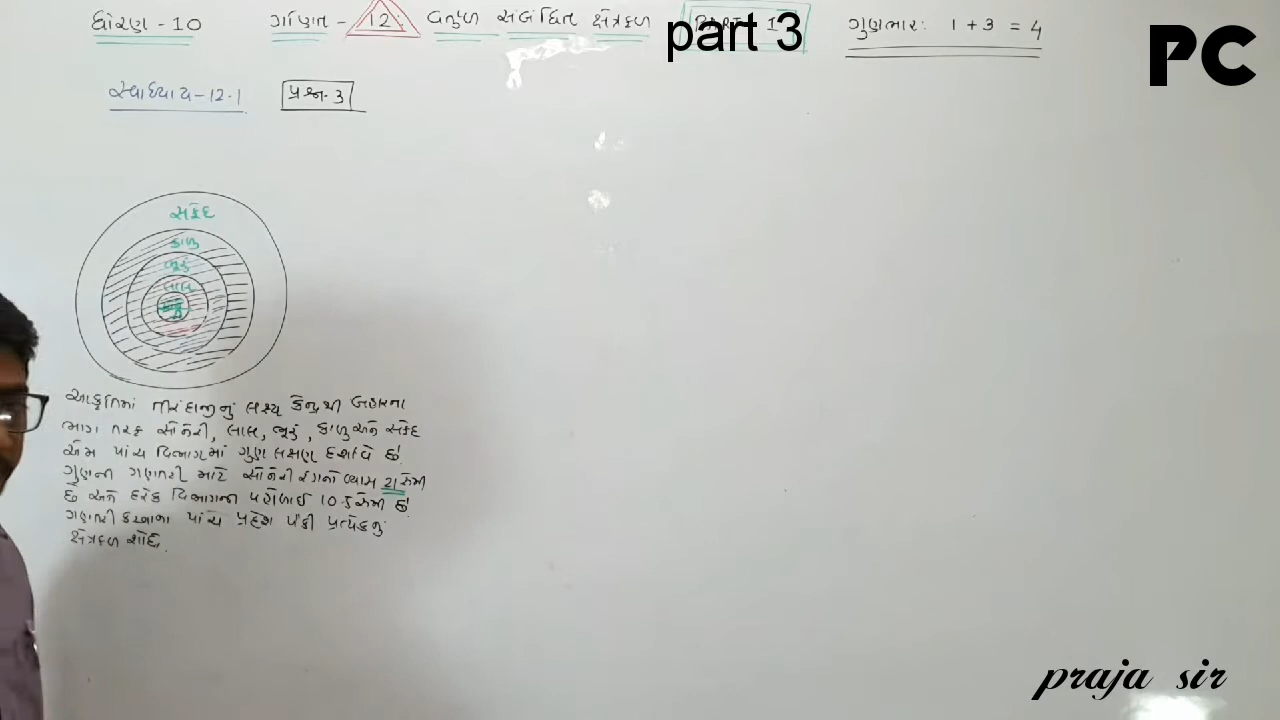 ધોરણ - 10 ગણિત - 12. વર્તુળ સંબંધિત ક્ષેત્રફળ part 3 ગુણભાર: 1 + 3 = 4
PC
સ્વાધ્યાય - 12.1 પ્રશ્ન-3
સફેદ
કાળુ
ભૂરું
લાલ
આકૃતિમાં તીરંદાજીનું લક્ષ્ય કેન્દ્રથી બહારના
ભાગ તરફ સોનેરી, લાલ, ભૂરું, કાળુ અને સફેદ
એમ પાંચ વિભાગમાં ગુણ લક્ષણ દર્શાવે છે.
ગુણની ગણતરી માટે સોનેરી રંગનો વ્યાસ 21 સેમી
છે અને દરેક વિભાગની પહોળાઈ 10.5 સેમી છે.
ગણતરી કરવાના પાંચ પ્રદેશ પૈકી પ્રત્યેકનું
ક્ષેત્રફળ શોધો.
praja sir